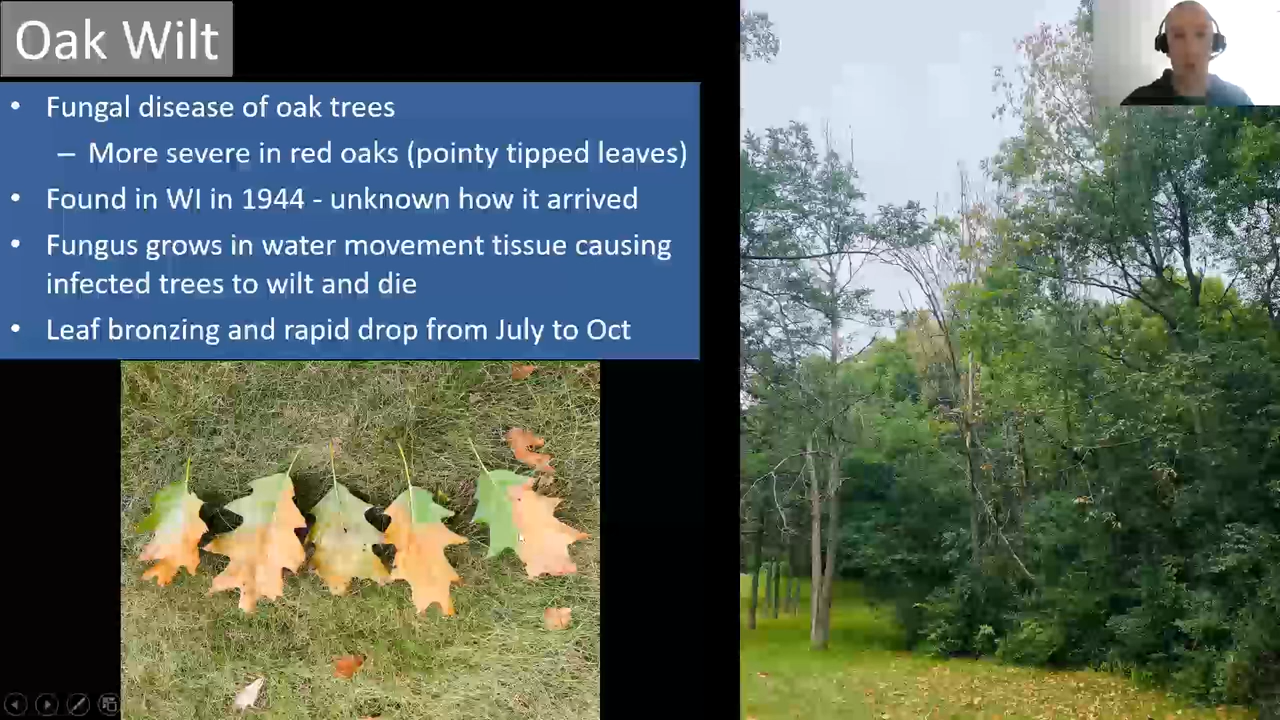 Oak Wilt
• Fungal disease of oak trees
– More severe in red oaks (pointy tipped leaves)
• Found in WI in 1944 - unknown how it arrived
• Fungus grows in water movement tissue causing
infected trees to wilt and die
• Leaf bronzing and rapid drop from July to Oct